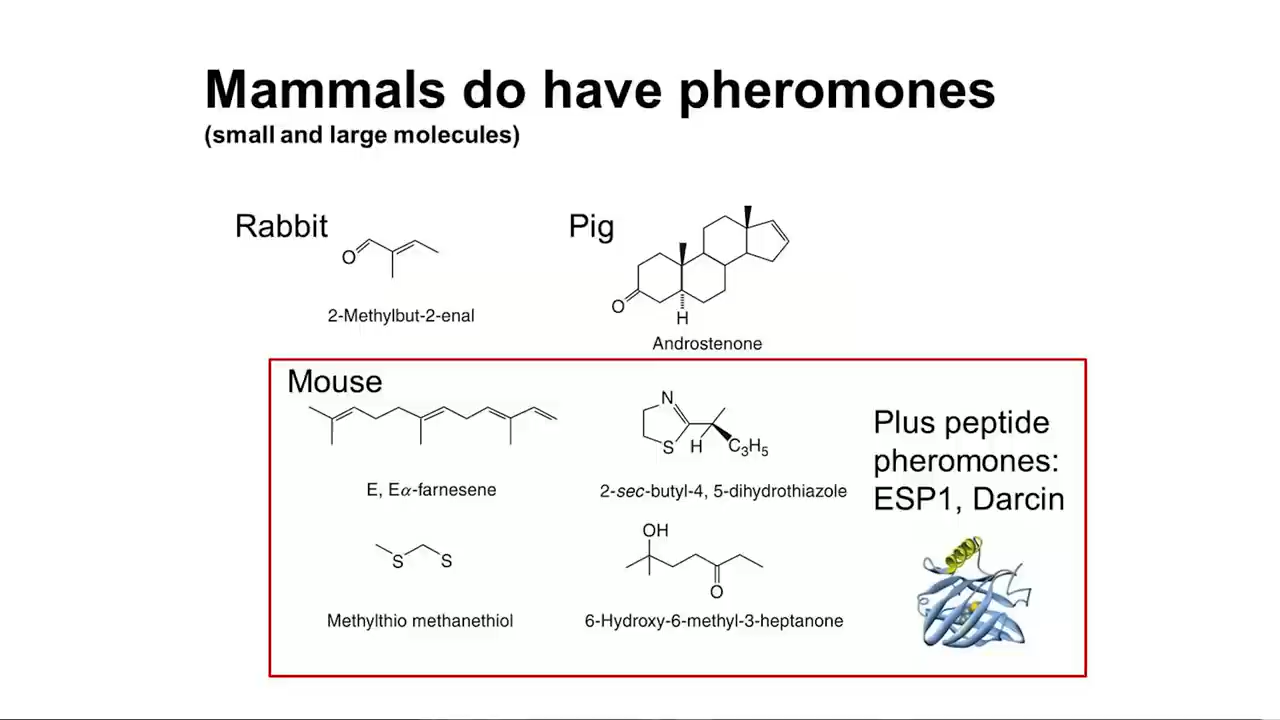 Mammals do have pheromones
(small and large molecules)
Rabbit
O
2-Methylbut-2-enal
Pig
O
H
Androstenone
Mouse
E, Eα-farnesene
N
S
H
C₃H₅
2-sec-butyl-4, 5-dihydrothiazole
S
S
Methylthio methanethiol
OH
O
6-Hydroxy-6-methyl-3-heptanone
Plus peptide
pheromones:
ESP1, Darcin